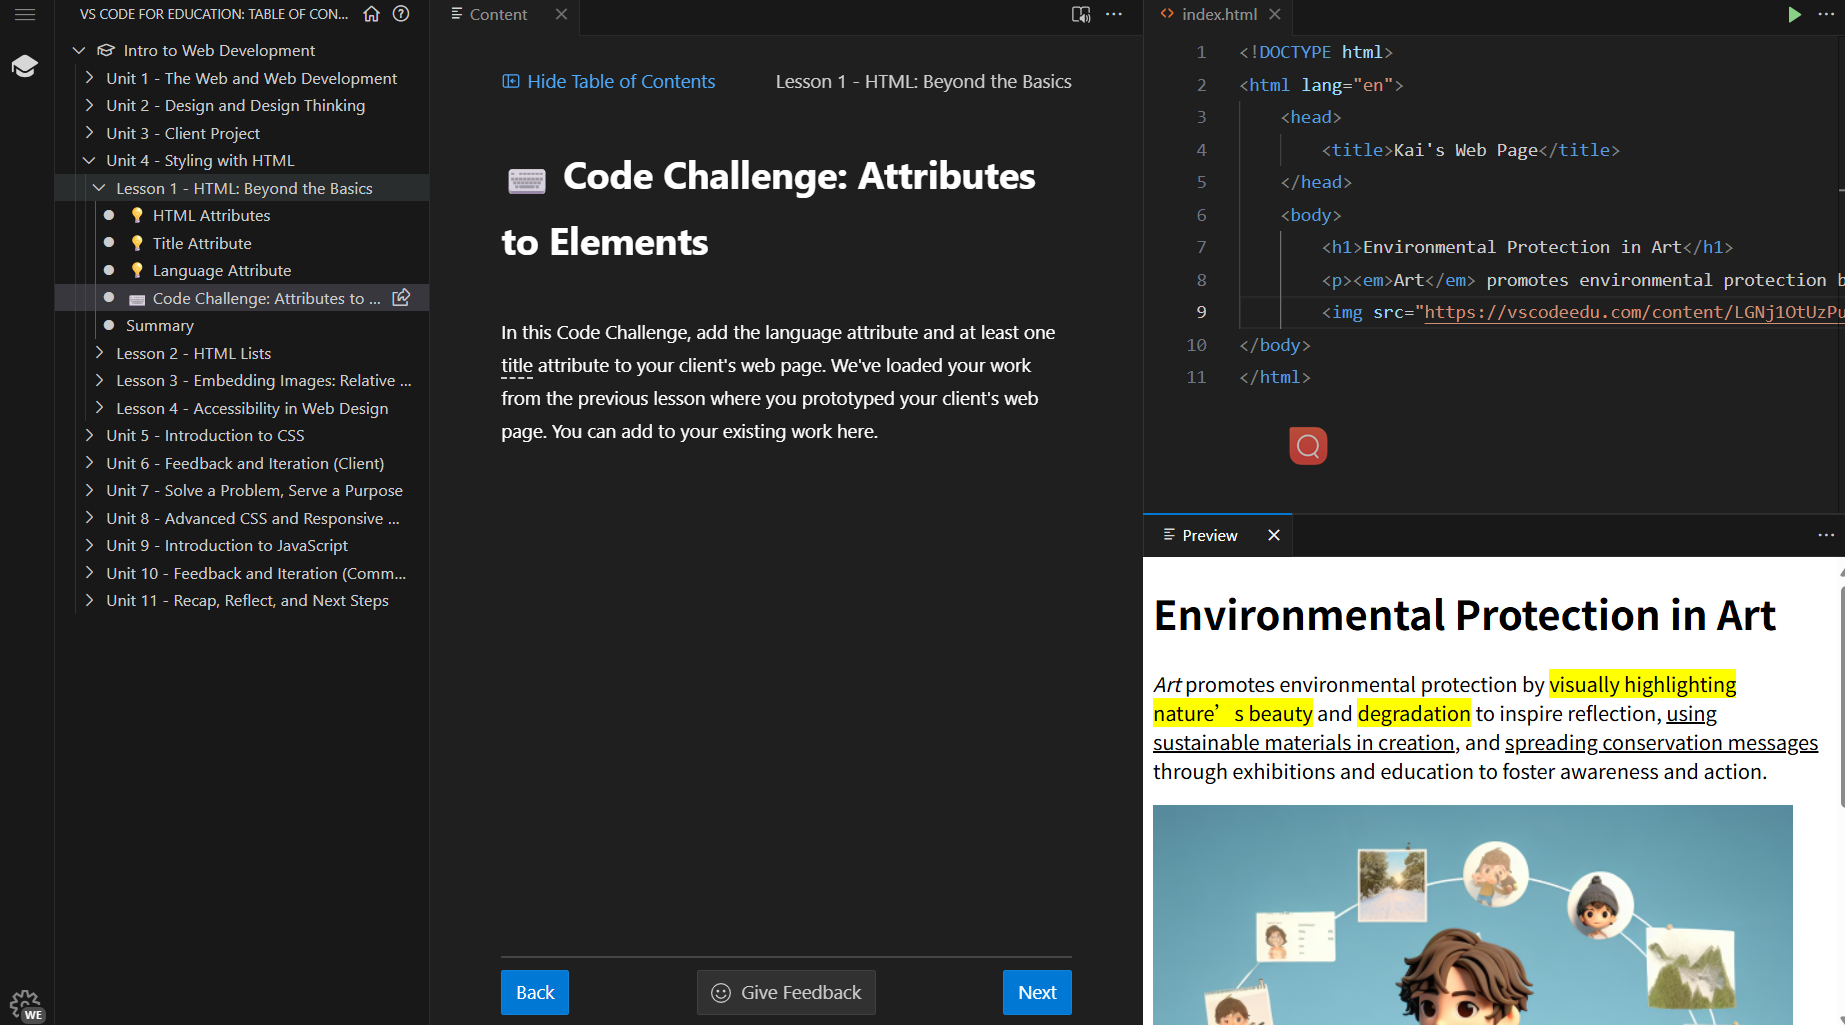 VS CODE FOR EDUCATION: TABLE OF CON...
Intro to Web Development
Unit 1 - The Web and Web Development
Unit 2 - Design and Design Thinking
Unit 3 - Client Project
Unit 4 - Styling with HTML
Lesson 1 - HTML: Beyond the Basics
HTML Attributes
Title Attribute
Language Attribute
Code Challenge: Attributes to ...
Summary
Lesson 2 - HTML Lists
Lesson 3 - Embedding Images: Relative ...
Lesson 4 - Accessibility in Web Design
Unit 5 - Introduction to CSS
Unit 6 - Feedback and Iteration (Client)
Unit 7 - Solve a Problem, Serve a Purpose
Unit 8 - Advanced CSS and Responsive ...
Unit 9 - Introduction to JavaScript
Unit 10 - Feedback and Iteration (Comm...
Unit 11 - Recap, Reflect, and Next Steps
WE
Content
Hide Table of Contents
Lesson 1 - HTML: Beyond the Basics
Code Challenge: Attributes
to Elements
In this Code Challenge, add the language attribute and at least one
title attribute to your client's web page. We've loaded your work
from the previous lesson where you prototyped your client's web
page. You can add to your existing work here.
Back
Give Feedback
Next
index.html
1 <!DOCTYPE html>
2 <html lang="en">
3 <head>
4 <title>Kai's Web Page</title>
5 </head>
6 <body>
7 <h1>Environmental Protection in Art</h1>
8 <p><em>Art</em> promotes environmental protection b
9 <img src="https://vscodeedu.com/content/LGNj1OtUzPu
10 </body>
11 </html>
Preview
Environmental Protection in Art
Art promotes environmental protection by visually highlighting
nature’s beauty and degradation to inspire reflection, using
sustainable materials in creation, and spreading conservation messages
through exhibitions and education to foster awareness and action.